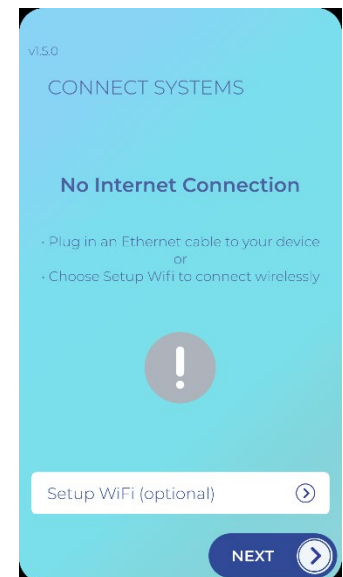 v1.5.0
CONNECT SYSTEMS
No Internet Connection
• Plug in an Ethernet cable to your device
or
• Choose Setup Wifi to connect wirelessly
!
Setup WiFi (optional)
NEXT